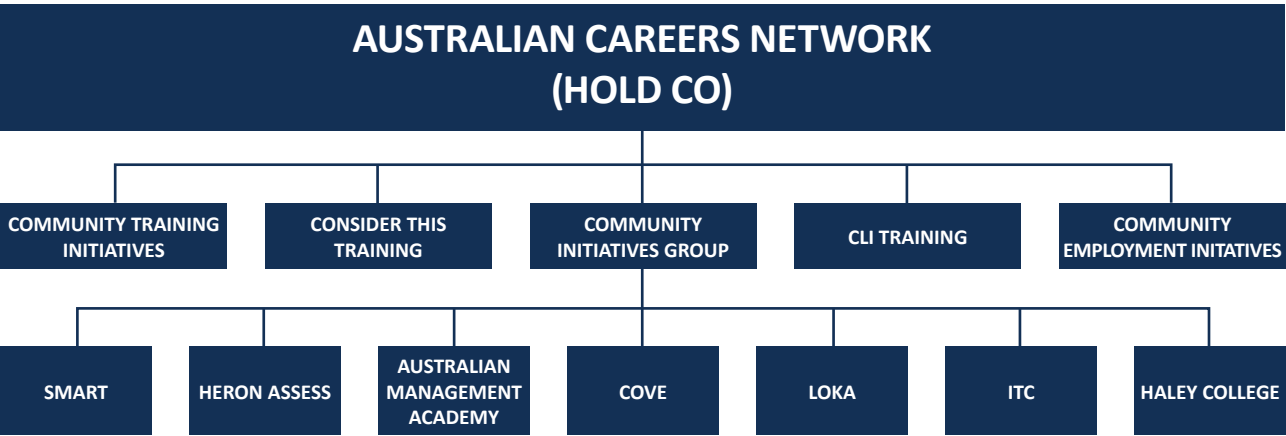 AUSTRALIAN CAREERS NETWORK
(HOLD CO)
COMMUNITY TRAINING
INITIATIVES
CONSIDER THIS
TRAINING
COMMUNITY
INITIATIVES GROUP
CLI TRAINING
COMMUNITY
EMPLOYMENT INITATIVES
SMART
HERON ASSESS
AUSTRALIAN
MANAGEMENT
ACADEMY
COVE
LOKA
ITC
HALEY COLLEGE